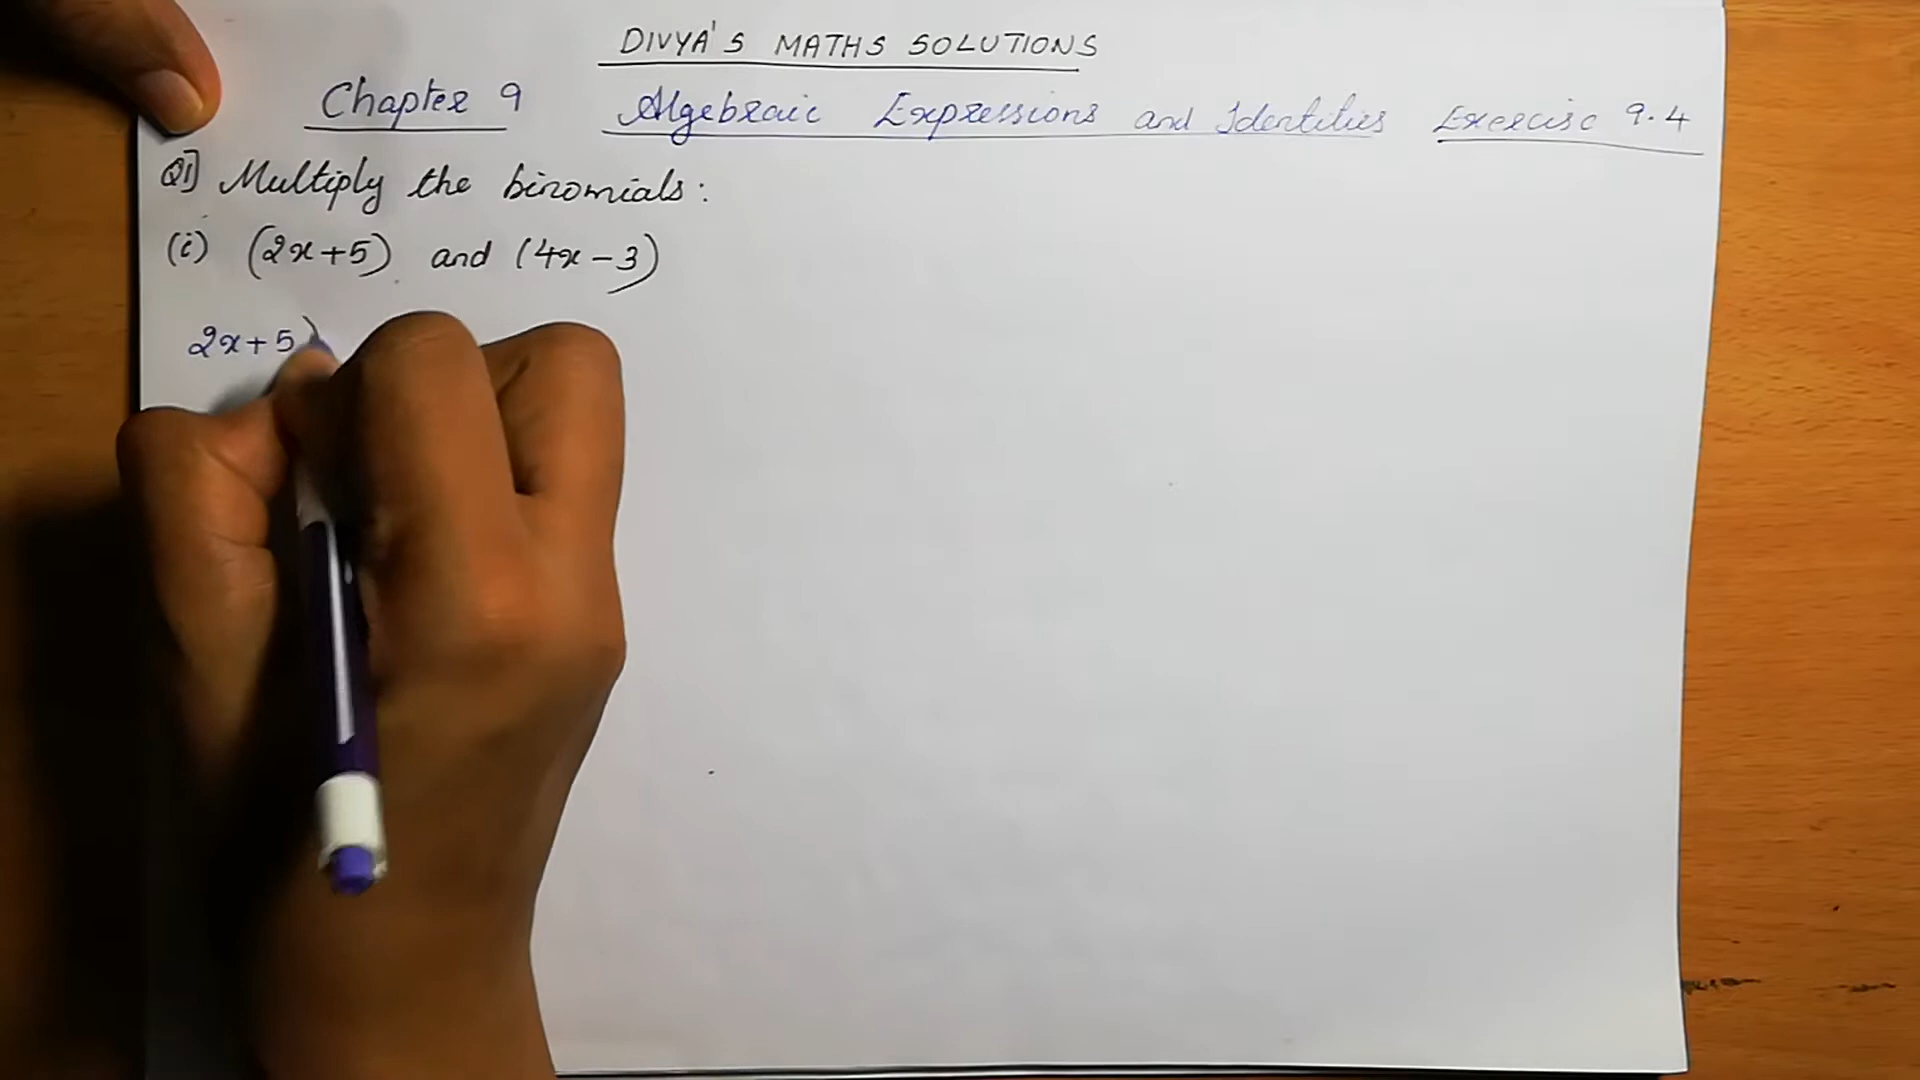 DIVYA'S MATHS SOLUTIONS
Chapter 9 Algebraic Expressions and Identities Exercise 9.4
Q1] Multiply the binomials:
(i) (2x+5) and (4x-3)
2x+5)